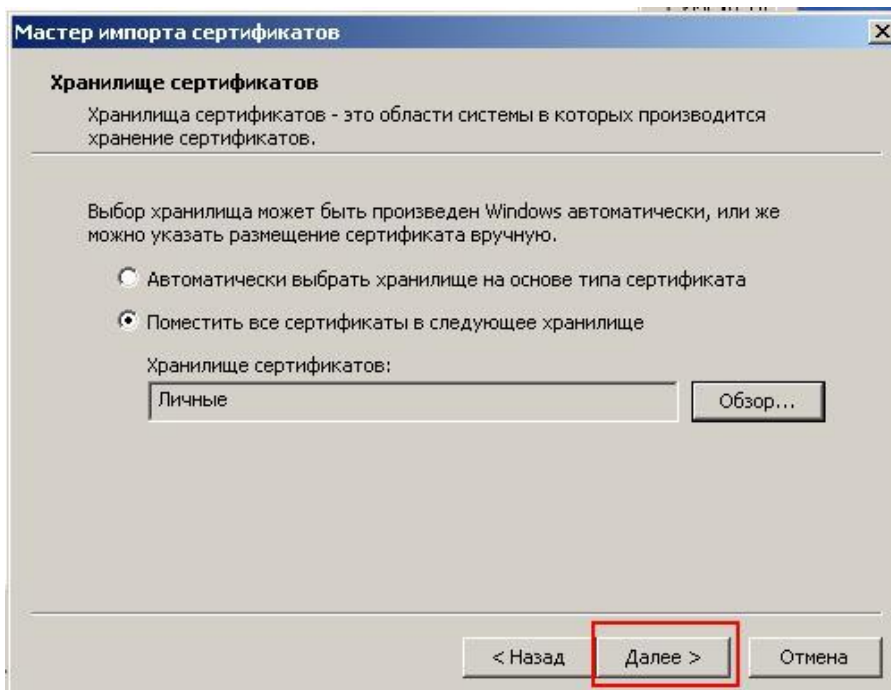 Мастер импорта сертификатов
Хранилище сертификатов
Хранилища сертификатов - это области системы в которых производится
хранение сертификатов.
Выбор хранилища может быть произведен Windows автоматически, или же
можно указать размещение сертификата вручную.
Автоматически выбрать хранилище на основе типа сертификата
Поместить все сертификаты в следующее хранилище
Хранилище сертификатов:
Личные
Обзор...
< Назад
Далее >
Отмена